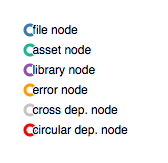 file node
asset node
library node
error node
cross dep. node
circular dep. node